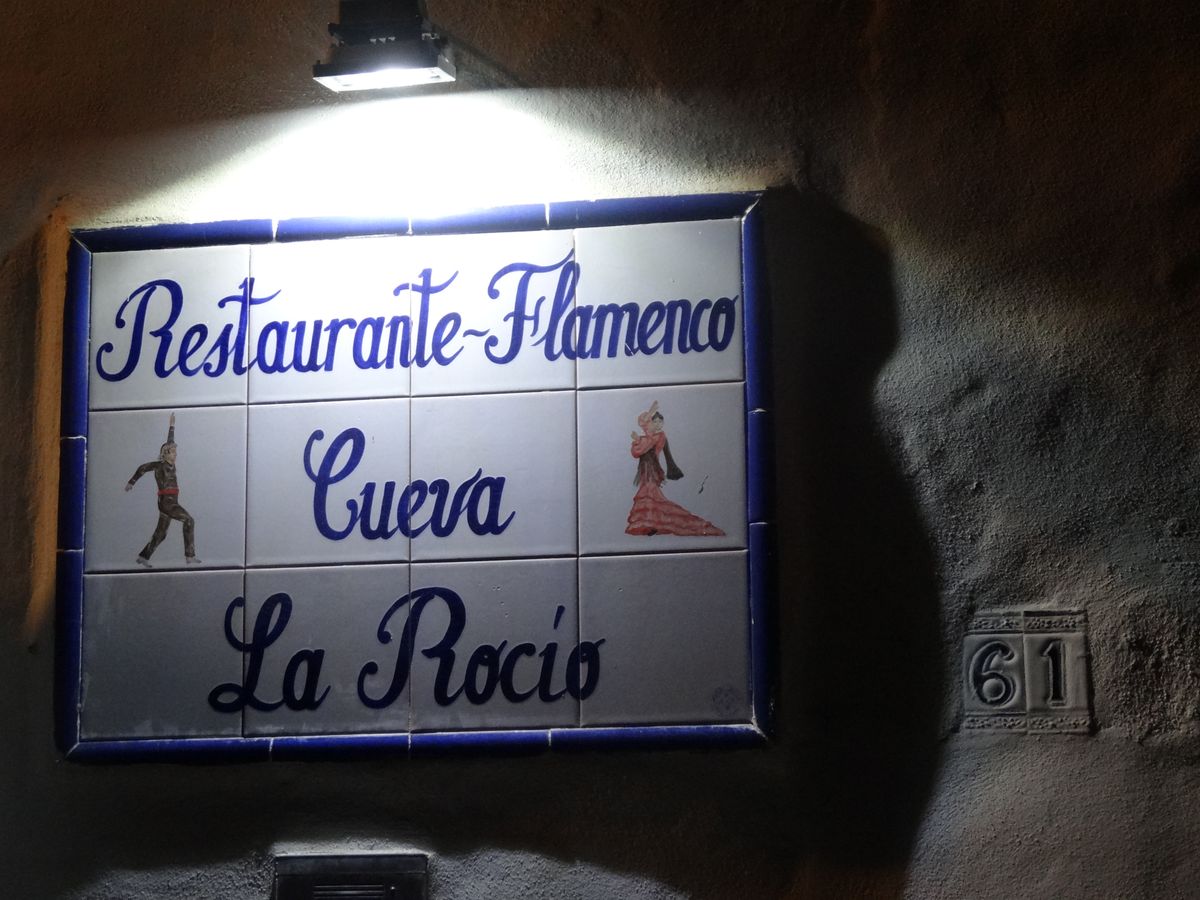 Restaurante~Flamenco
Cueva
La Rocío
61